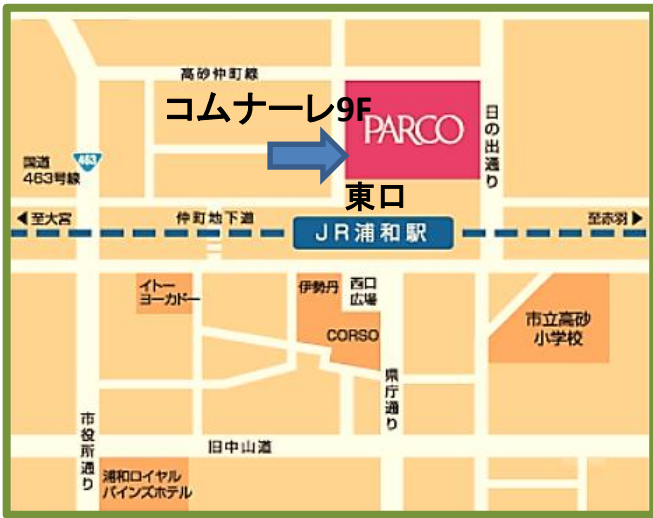 高砂仲町線
コムナーレ9F
PARCO
日の出通り
国道
463号線
463
東口
◀至大宮
仲町地下道
JR浦和駅
至赤羽▶
イトー
ヨーカドー
伊勢丹
西口
広場
CORSO
市立高砂
小学校
県庁通り
市役所通り
旧中山道
浦和ロイヤル
パインズホテル